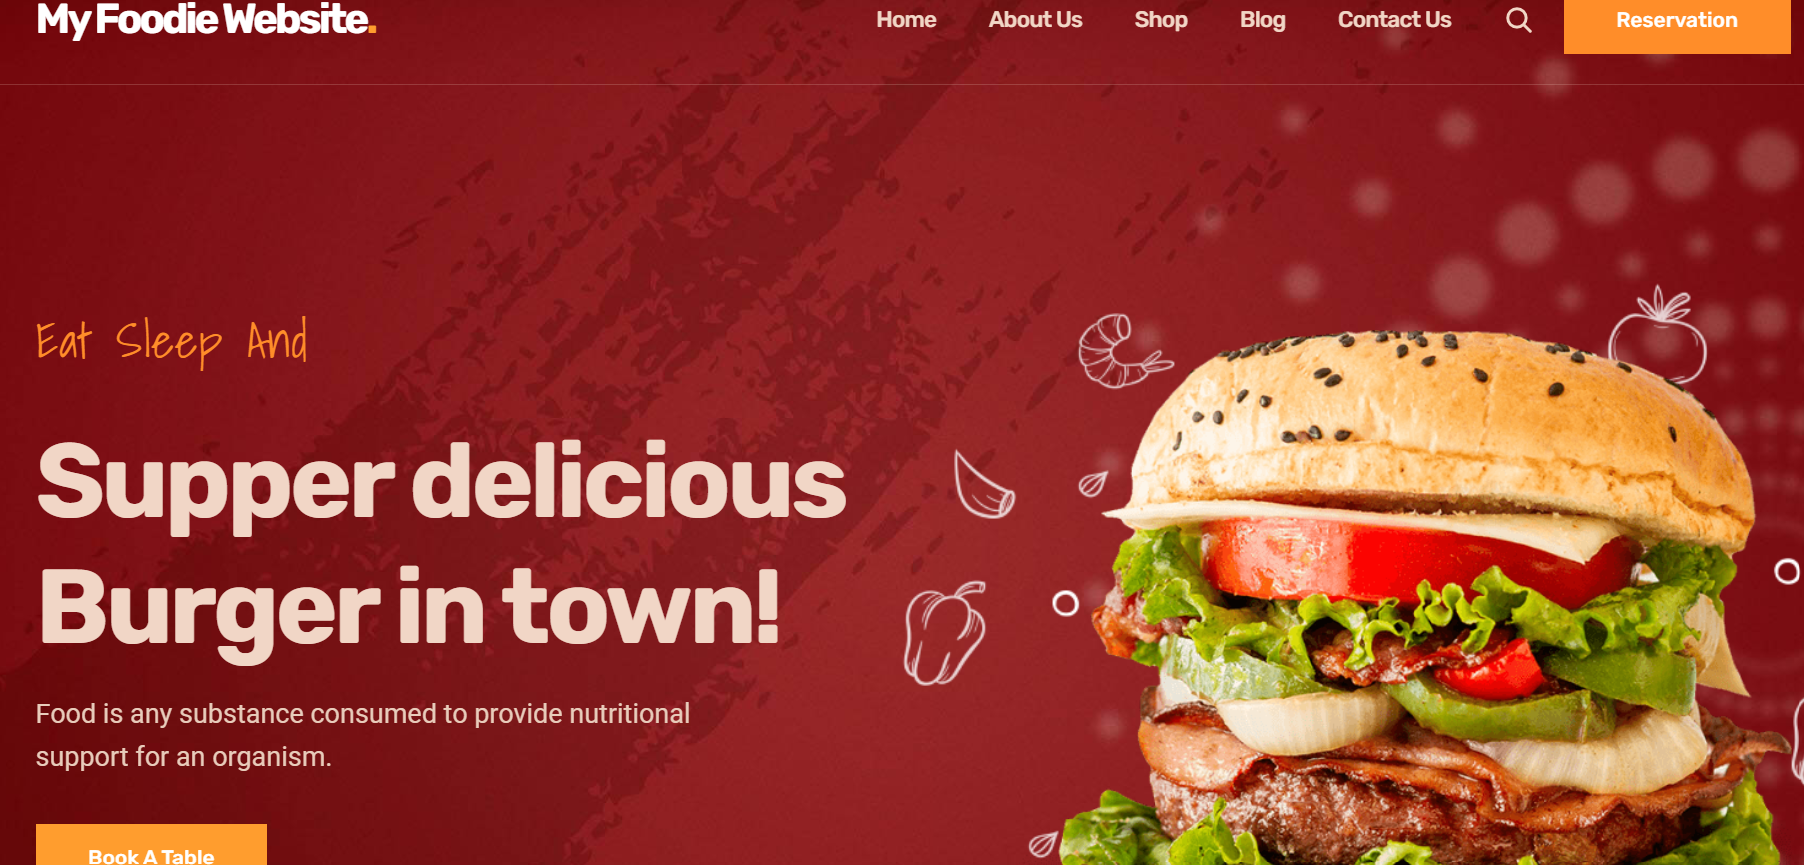 My Foodie Website.
Home About Us Shop Blog Contact Us Reservation
Eat Sleep And
Supper delicious
Burger in town!
Food is any substance consumed to provide nutritional
support for an organism.
Book A Table